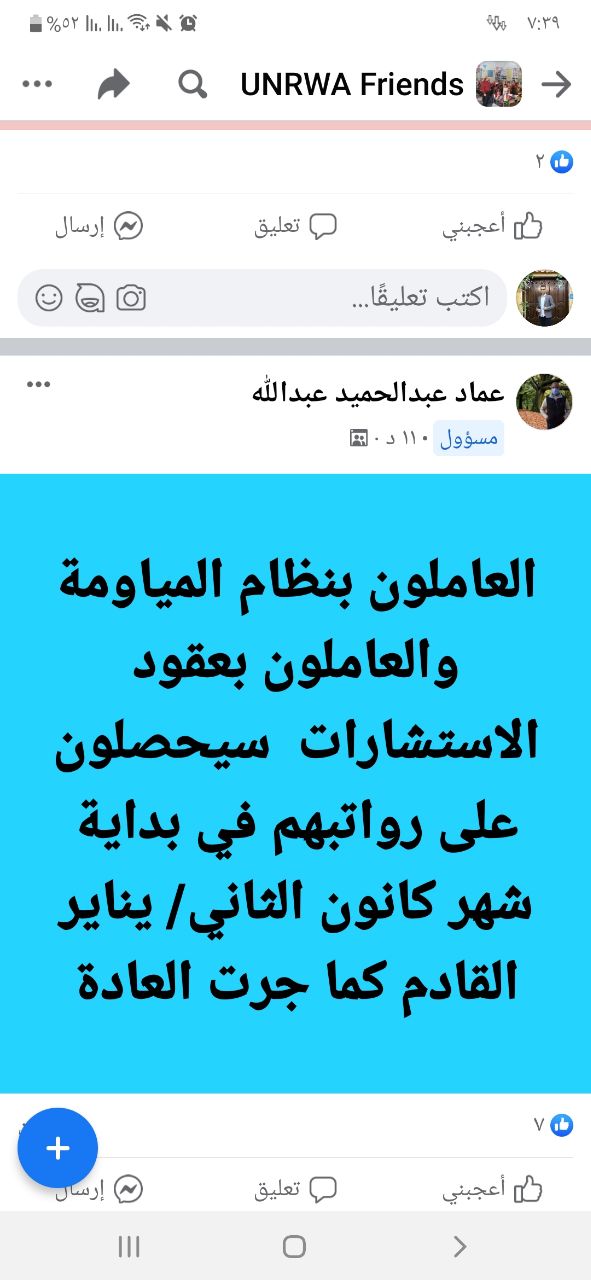 %٥٢ ٧:٣٩
UNRWA Friends
٢
أعجبني تعليق إرسال
اكتب تعليقًا...
عماد عبدالحميد عبدالله
مسؤول • ١١ د •
العاملون بنظام المياومة
والعاملون بعقود
الاستشارات سيحصلون
على رواتبهم في بداية
شهر كانون الثاني/ يناير
القادم كما جرت العادة
٧
أعجبني تعليق إرسال